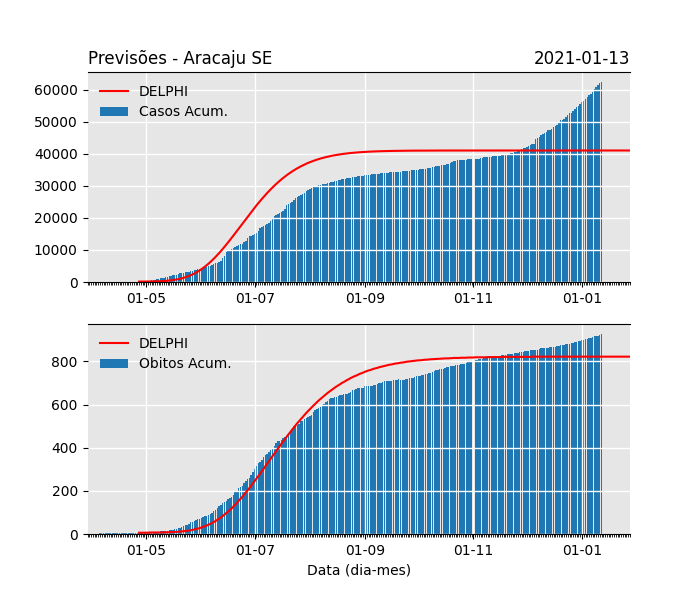 Previsões - Aracaju SE 2021-01-13
DELPHI
Casos Acum.
60000
50000
40000
30000
20000
10000
0
01-05 01-07 01-09 01-11 01-01
DELPHI
Obitos Acum.
800
600
400
200
0
01-05 01-07 01-09 01-11 01-01
Data (dia-mes)